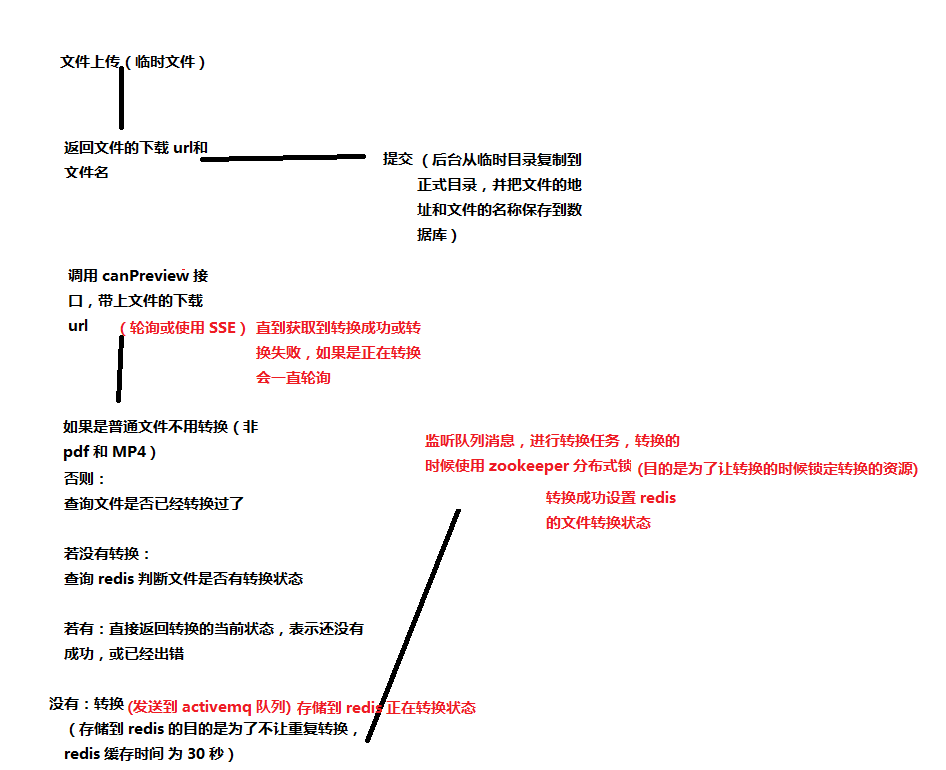 文件上传（临时文件）
返回文件的下载 url和
文件名
提交 （后台从临时目录复制到
正式目录，并把文件的地
址和文件的名称保存到数
据库）
调用 canPreview 接
口，带上文件的下载
url （轮询或使用 SSE） 直到获取到转换成功或转
换失败，如果是正在转换
会一直轮询
如果是普通文件不用转换（非
pdf 和 MP4）
否则：
查询文件是否已经转换过了
若没有转换：
查询 redis 判断文件是否有转换状态
若有：直接返回转换的当前状态，表示还没有
成功，或已经出错
没有：转换 (发送到 activemq 队列) 存储到 redis 正在转换状态
（存储到 redis 的目的是为了不让重复转换，
redis 缓存时间 为 30 秒）
监听队列消息，进行转换任务，转换的
时候使用 zookeeper 分布式锁 (目的是为了让转换的时候锁定转换的资源)
转换成功设置 redis
的文件转换状态